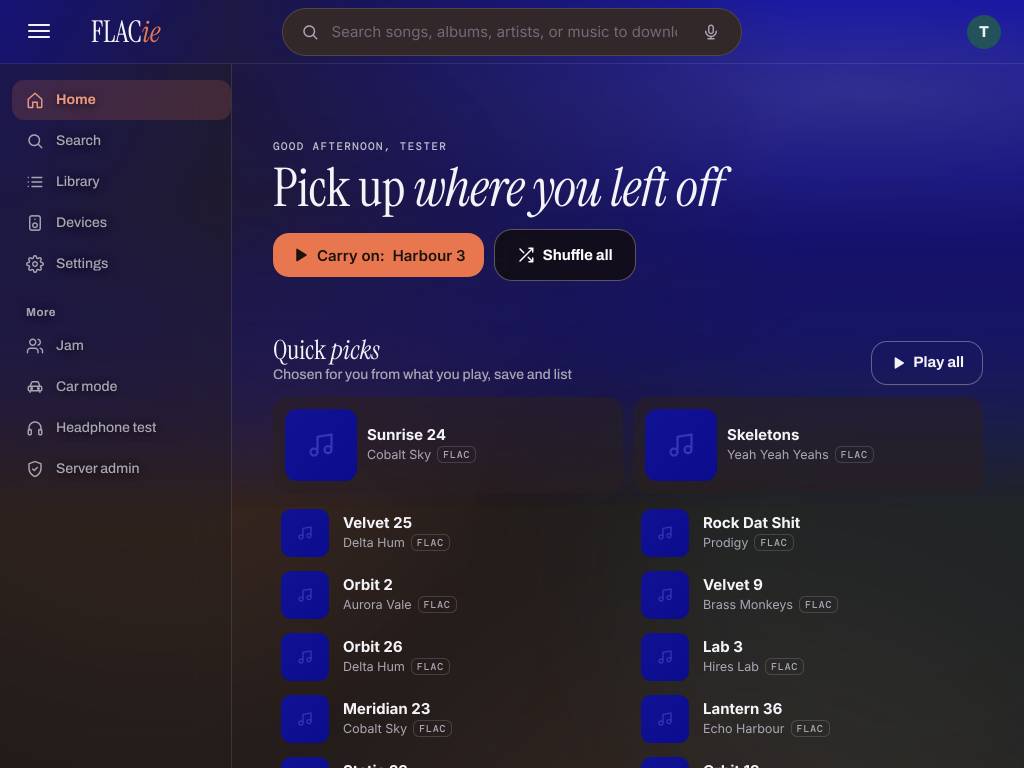 FLACie
Search songs, albums, artists, or music to downl
T
Home
Search
Library
Devices
Settings
More
Jam
Car mode
Headphone test
Server admin
GOOD AFTERNOON, TESTER
Pick up where you left off
Carry on: Harbour 3
Shuffle all
Quick picks
Chosen for you from what you play, save and list
Play all
Sunrise 24
Cobalt Sky FLAC
Skeletons
Yeah Yeah Yeahs FLAC
Velvet 25
Delta Hum FLAC
Rock Dat Shit
Prodigy FLAC
Orbit 2
Aurora Vale FLAC
Velvet 9
Brass Monkeys FLAC
Orbit 26
Delta Hum FLAC
Lab 3
Hires Lab FLAC
Meridian 23
Cobalt Sky FLAC
Lantern 36
Echo Harbour FLAC